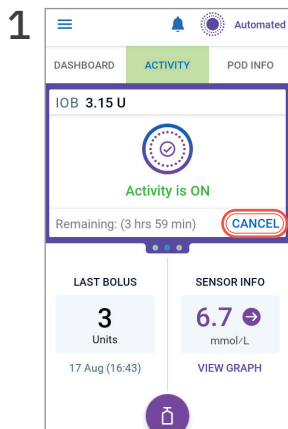 1
Automated
DASHBOARD ACTIVITY POD INFO
IOB 3.15 U
Activity is ON
Remaining: (3 hrs 59 min) CANCEL
LAST BOLUS SENSOR INFO
3 6.7
Units mmol/L
17 Aug (16:43) VIEW GRAPH